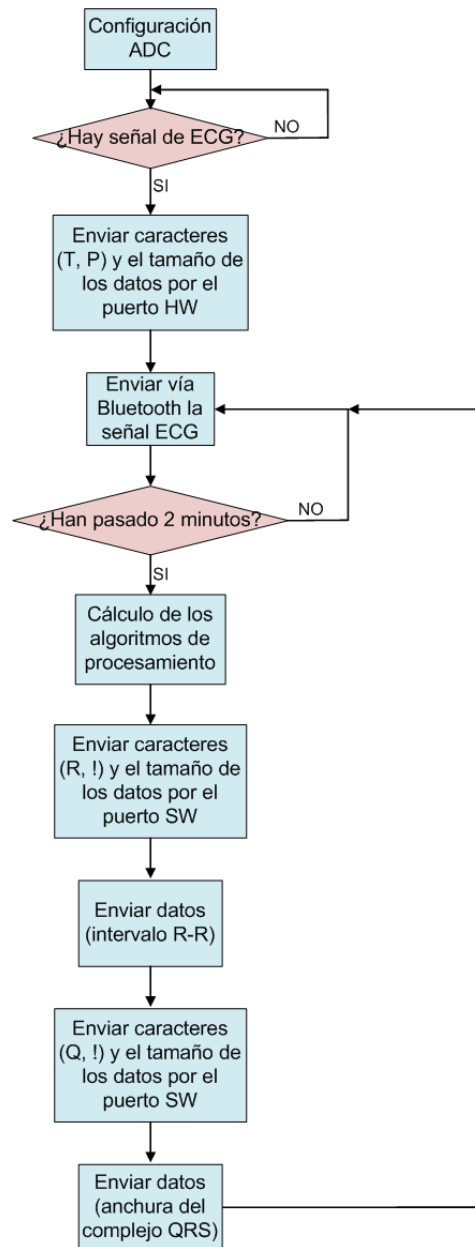 Configuración
ADC
¿Hay señal de ECG?
NO
SI
Enviar caracteres
(T, P) y el tamaño de
los datos por el
puerto HW
Enviar vía
Bluetooth la
señal ECG
¿Han pasado 2 minutos?
NO
SI
Cálculo de los
algoritmos de
procesamiento
Enviar caracteres
(R, !) y el tamaño de
los datos por el
puerto SW
Enviar datos
(intervalo R-R)
Enviar caracteres
(Q, !) y el tamaño de
los datos por el
puerto SW
Enviar datos
(anchura del
complejo QRS)